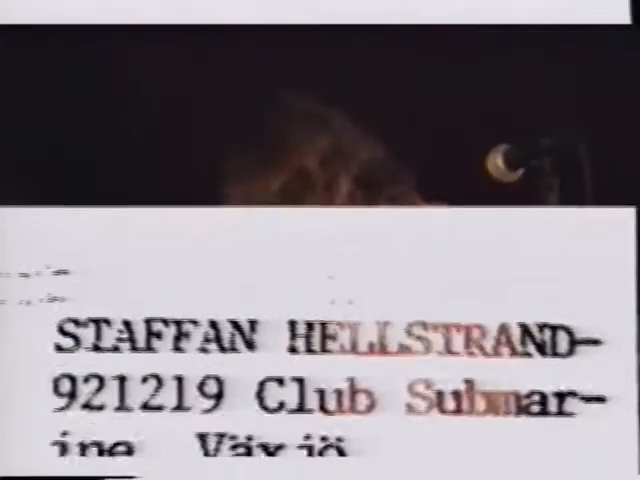 STAFFAN HELLSTRAND-
921219 Club Submar-
ine Växjö